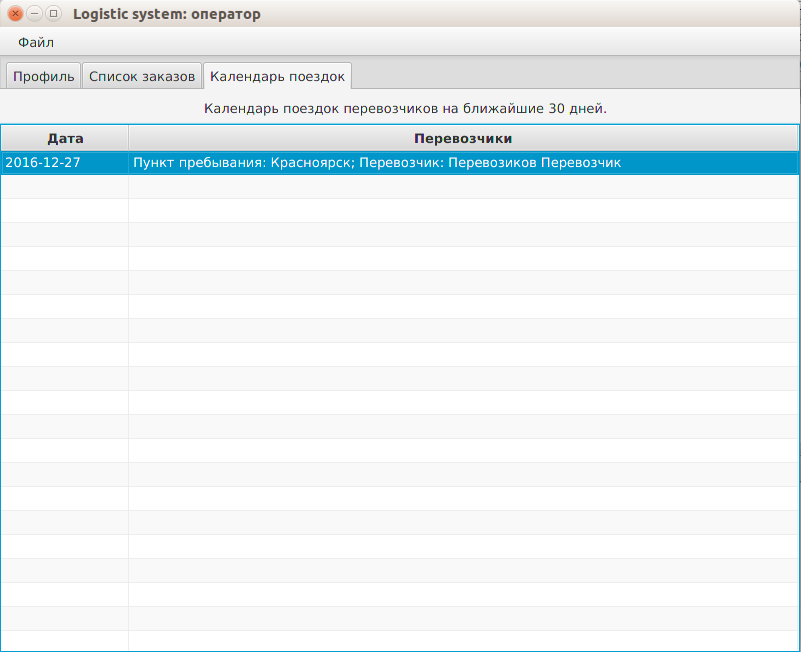 Logistic system: оператор
Файл
Профиль Список заказов Календарь поездок
Календарь поездок перевозчиков на ближайшие 30 дней.
Дата Перевозчики
2016-12-27 Пункт пребывания: Красноярск; Перевозчик: Перевозиков Перевозчик